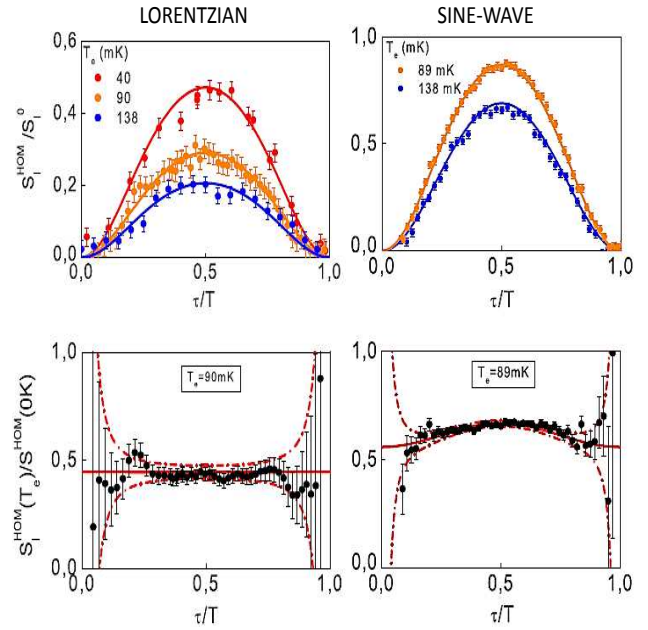 LORENTZIAN
SINE-WAVE
T_e (mK)
40
90
138
S_I^HOM/S_I^o
0,6
0,4
0,2
0,0
0,0 0,5 1,0
τ/T
T_e (mK)
89 mK
138 mK
1,0
0,5
0,0
0,0 0,5 1,0
τ/T
S_I^HOM(T_e)/S^HOM(0K)
1,0
0,5
0,0
T_e=90mK
0,0 0,5 1,0
τ/T
1,0
0,5
0,0
T_e=89mK
0,0 0,5 1,0
τ/T